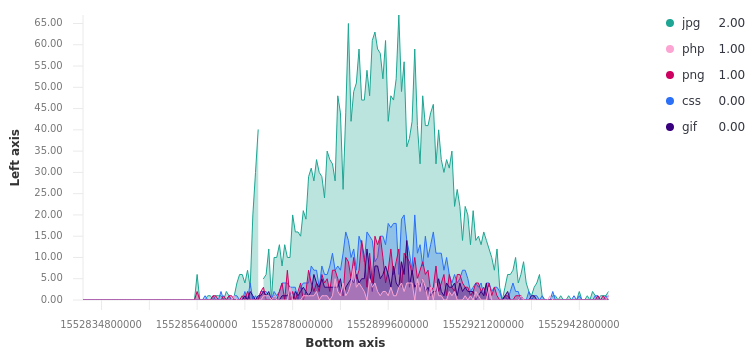 65.00
60.00
55.00
50.00
45.00
40.00
35.00
30.00
25.00
20.00
15.00
10.00
5.00
0.00
Left axis
1552834800000 1552856400000 1552878000000 1552899600000 1552921200000 1552942800000
Bottom axis
jpg 2.00
php 1.00
png 1.00
css 0.00
gif 0.00